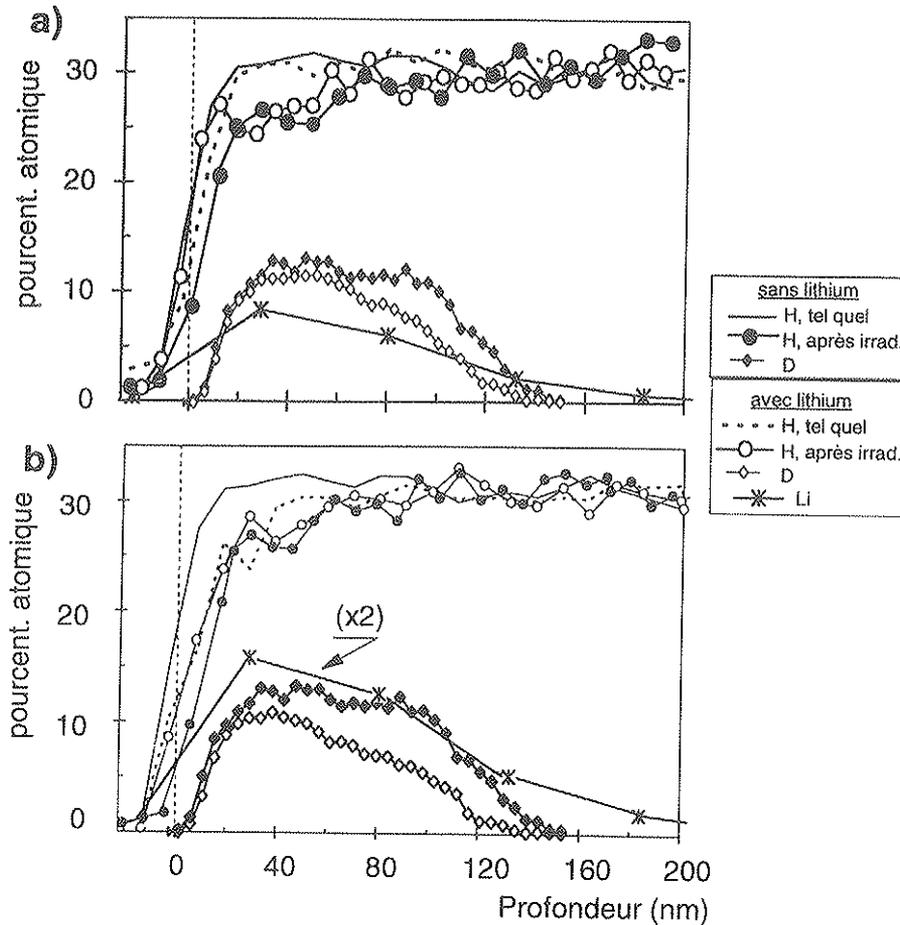 a)
pourcent. atomique
30
20
10
0
sans lithium
H, tel quel
H, après irrad.
D
avec lithium
H, tel quel
H, après irrad.
D
Li
b)
pourcent. atomique
30
20
10
0
(x2)
0 40 80 120 160 200
Profondeur (nm)